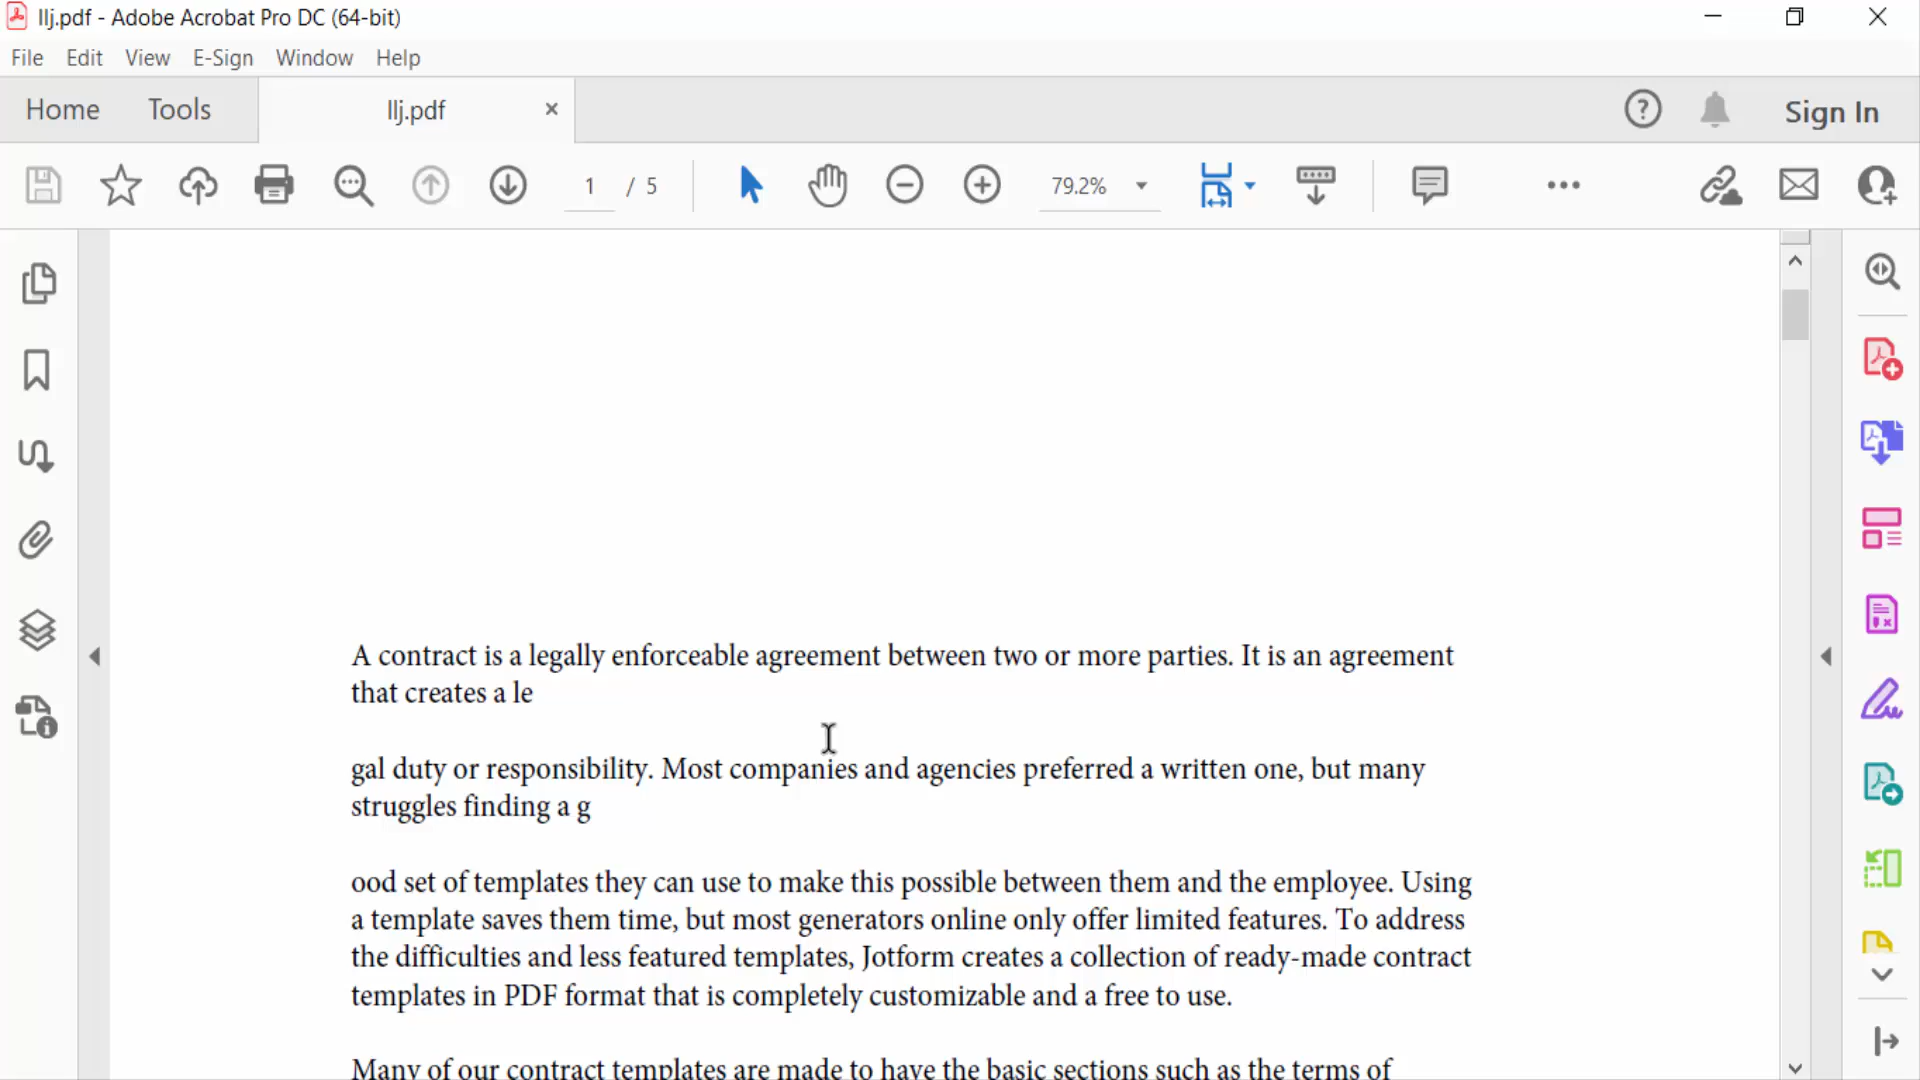 llj.pdf - Adobe Acrobat Pro DC (64-bit)
File Edit View E-Sign Window Help
Home Tools llj.pdf Sign In
1 / 5 79.2%
A contract is a legally enforceable agreement between two or more parties. It is an agreement
that creates a le
gal duty or responsibility. Most companies and agencies preferred a written one, but many
struggles finding a g
ood set of templates they can use to make this possible between them and the employee. Using
a template saves them time, but most generators online only offer limited features. To address
the difficulties and less featured templates, Jotform creates a collection of ready-made contract
templates in PDF format that is completely customizable and a free to use.
Many of our contract templates are made to have the basic sections such as the terms of